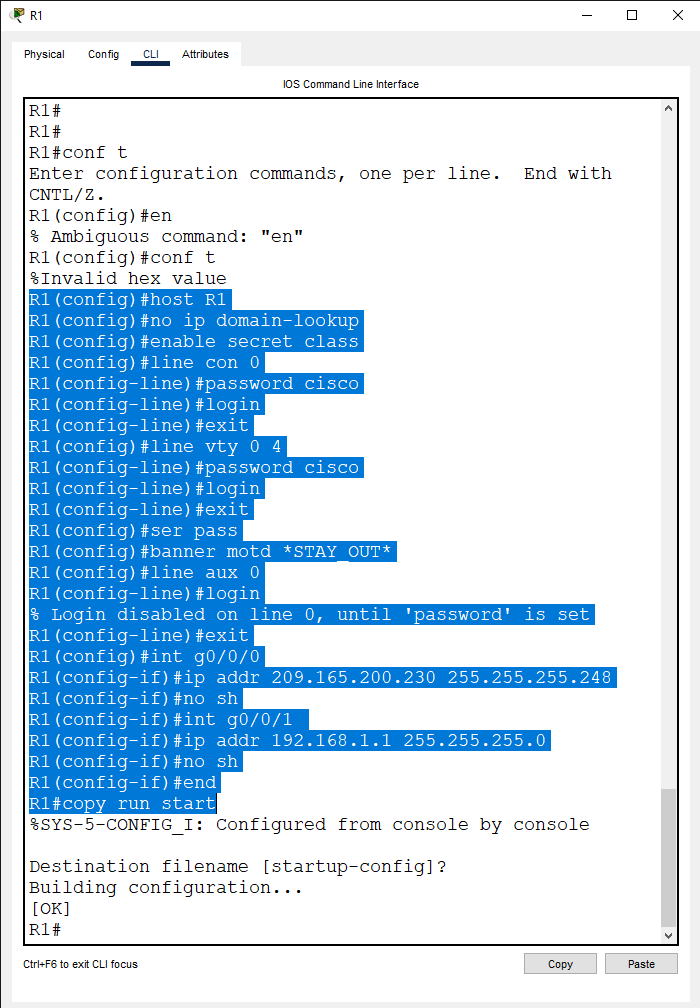 R1
Physical Config CLI Attributes
IOS Command Line Interface
R1#
R1#
R1#conf t
Enter configuration commands, one per line.  End with
CNTL/Z.
R1(config)#en
% Ambiguous command: "en"
R1(config)#conf t
%Invalid hex value
R1(config)#host R1
R1(config)#no ip domain-lookup
R1(config)#enable secret class
R1(config)#line con 0
R1(config-line)#password cisco
R1(config-line)#login
R1(config-line)#exit
R1(config)#line vty 0 4
R1(config-line)#password cisco
R1(config-line)#login
R1(config-line)#exit
R1(config)#ser pass
R1(config)#banner motd *STAY_OUT*
R1(config)#line aux 0
R1(config-line)#login
% Login disabled on line 0, until 'password' is set
R1(config-line)#exit
R1(config)#int g0/0/0
R1(config-if)#ip addr 209.165.200.230 255.255.255.248
R1(config-if)#no sh
R1(config-if)#int g0/0/1
R1(config-if)#ip addr 192.168.1.1 255.255.255.0
R1(config-if)#no sh
R1(config-if)#end
R1#copy run start
%SYS-5-CONFIG_I: Configured from console by console
Destination filename [startup-config]?
Building configuration...
[OK]
R1#
Ctrl+F6 to exit CLI focus
Copy Paste